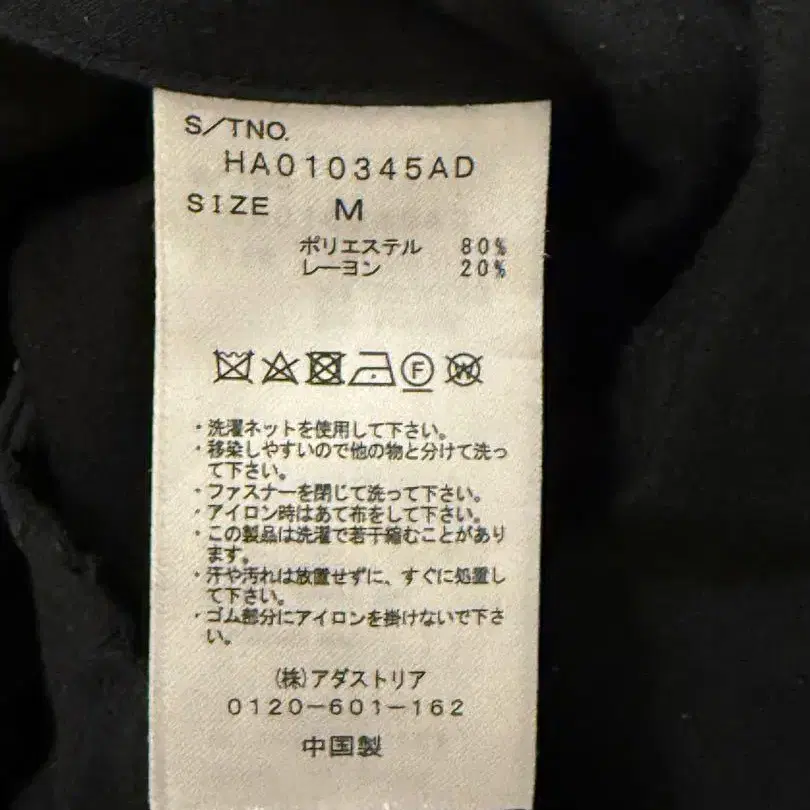 S/TNO.
HA010345AD
SIZE M
ポリエステル 80%
レーヨン 20%
F W
・洗濯ネットを使用して下さい。
・移染しやすいので他の物と分けて洗っ
て下さい。
・ファスナーを閉じて洗って下さい。
・アイロン時はあて布をして下さい。
・この製品は洗濯で若干縮むことがあり
ます。
・汗や汚れは放置せずに、すぐに処置し
て下さい。
・ゴム部分にアイロンを掛けないで下さ
い。
(株)アダストリア
0120-601-162
中国製